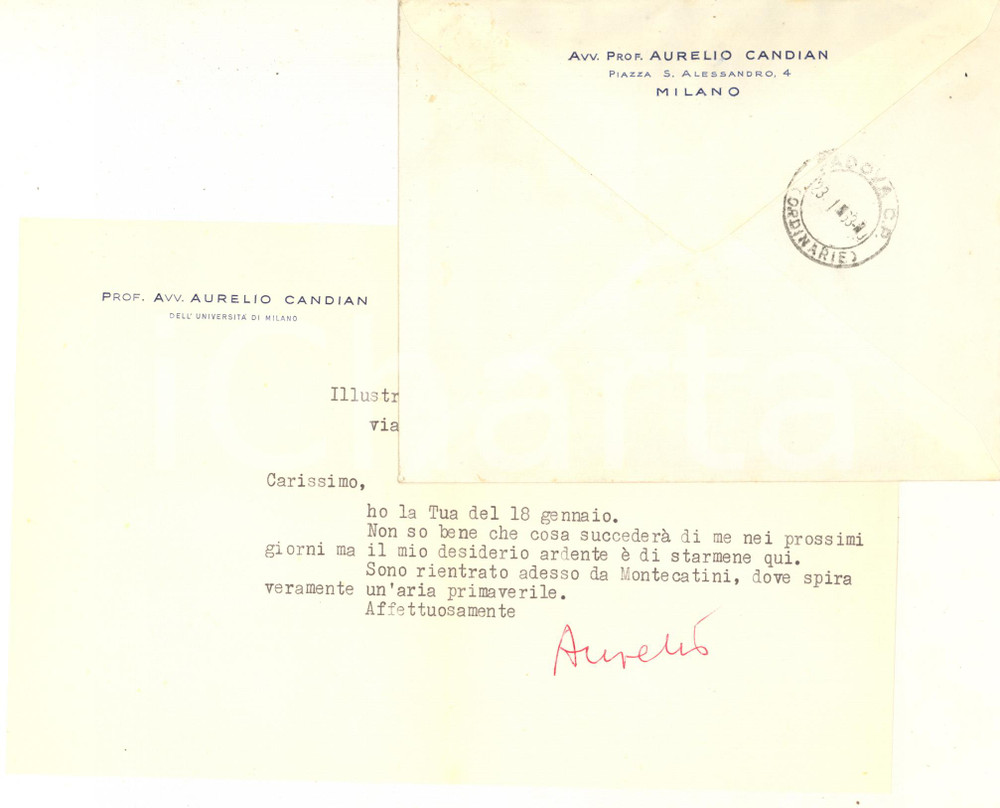 AVV. PROF. AURELIO CANDIAN
PIAZZA S. ALESSANDRO, 4
MILANO
PADOVA C.P.
(ORDINARIE)
PROF. AVV. AURELIO CANDIAN
DELL'UNIVERSITÀ DI MILANO
Illustr
via
Carissimo,
ho la Tua del 18 gennaio.
Non so bene che cosa succederà di me nei prossimi
giorni ma il mio desiderio ardente è di starmene qui.
Sono rientrato adesso da Montecatini, dove spira
veramente un'aria primaverile.
Affettuosamente
Aurelio
iCharta